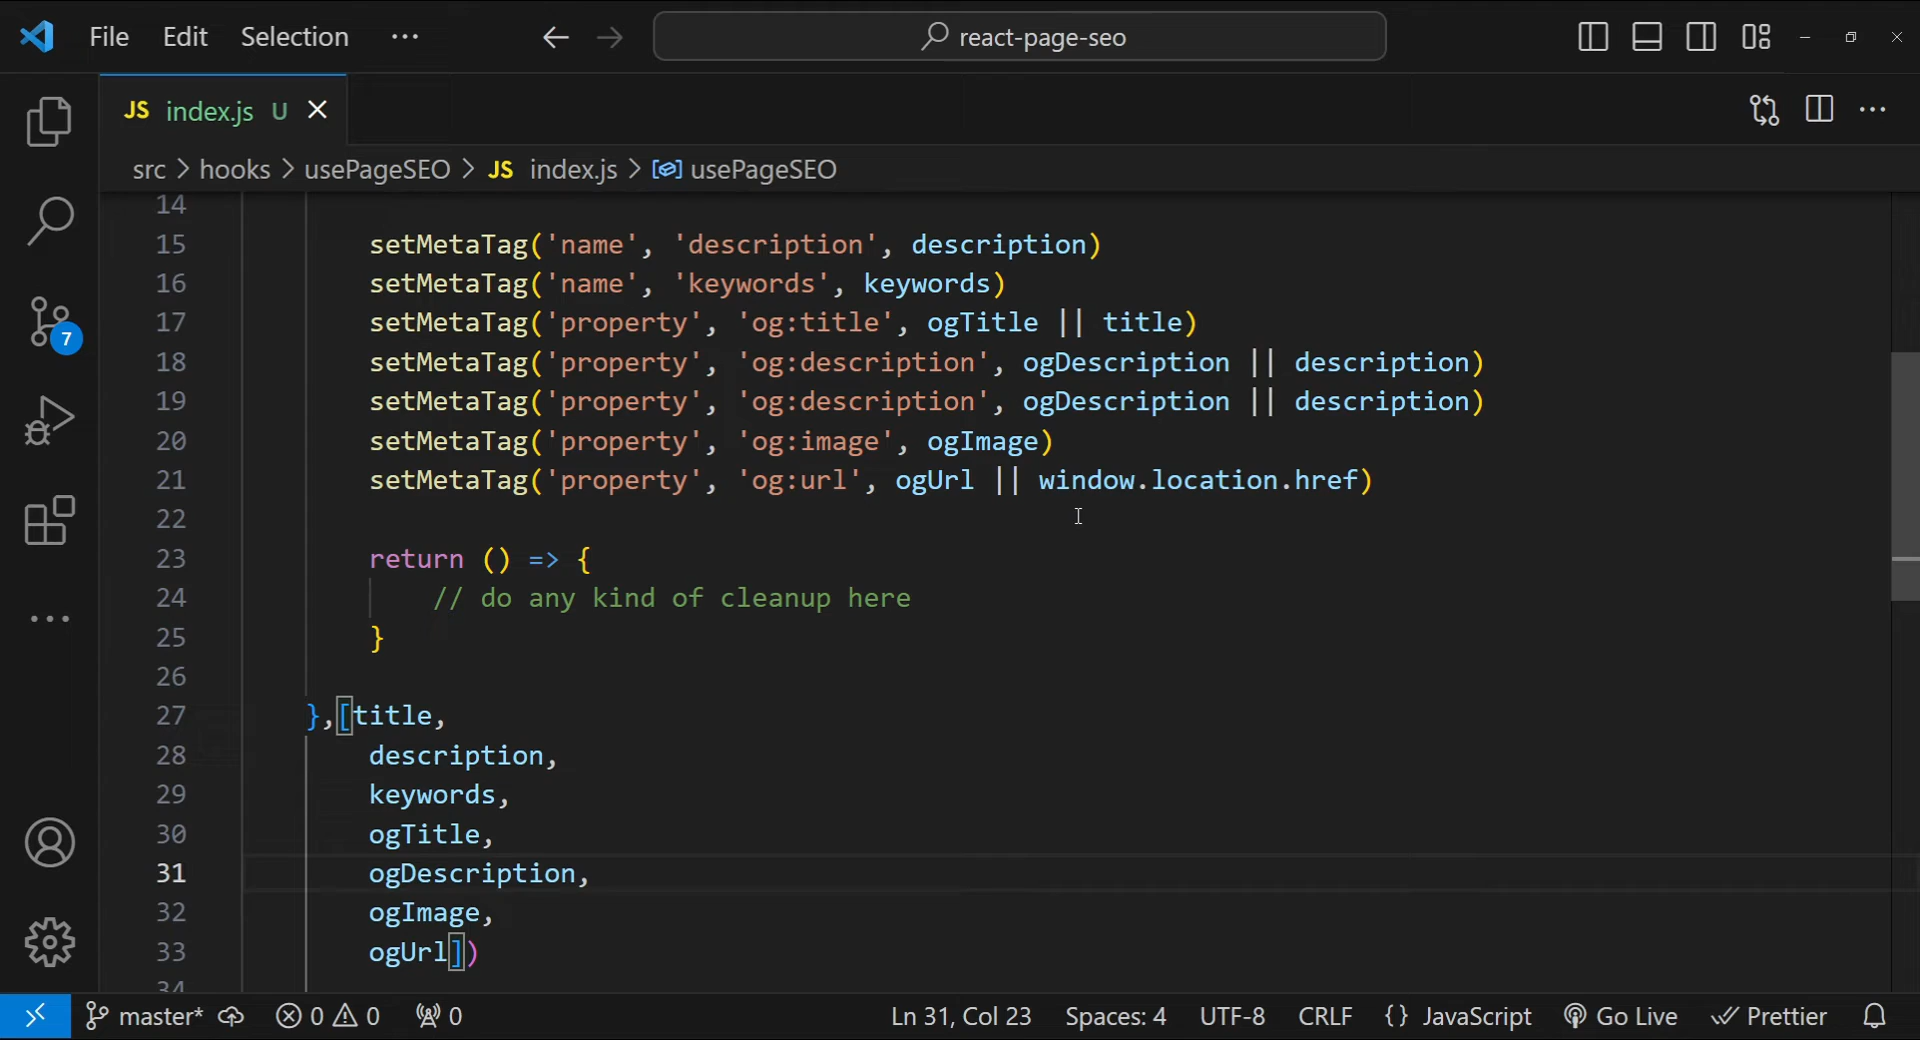 File Edit Selection ··· react-page-seo
JS index.js U
src > hooks > usePageSEO > JS index.js > usePageSEO
14
15 setMetaTag('name', 'description', description)
16 setMetaTag('name', 'keywords', keywords)
17 setMetaTag('property', 'og:title', ogTitle || title)
18 setMetaTag('property', 'og:description', ogDescription || description)
19 setMetaTag('property', 'og:description', ogDescription || description)
20 setMetaTag('property', 'og:image', ogImage)
21 setMetaTag('property', 'og:url', ogUrl || window.location.href)
22
23 return () => {
24 // do any kind of cleanup here
25 }
26
27 },[title,
28 description,
29 keywords,
30 ogTitle,
31 ogDescription,
32 ogImage,
33 ogUrl])
34
7
master* 0 0 0 Ln 31, Col 23 Spaces: 4 UTF-8 CRLF {} JavaScript Go Live Prettier